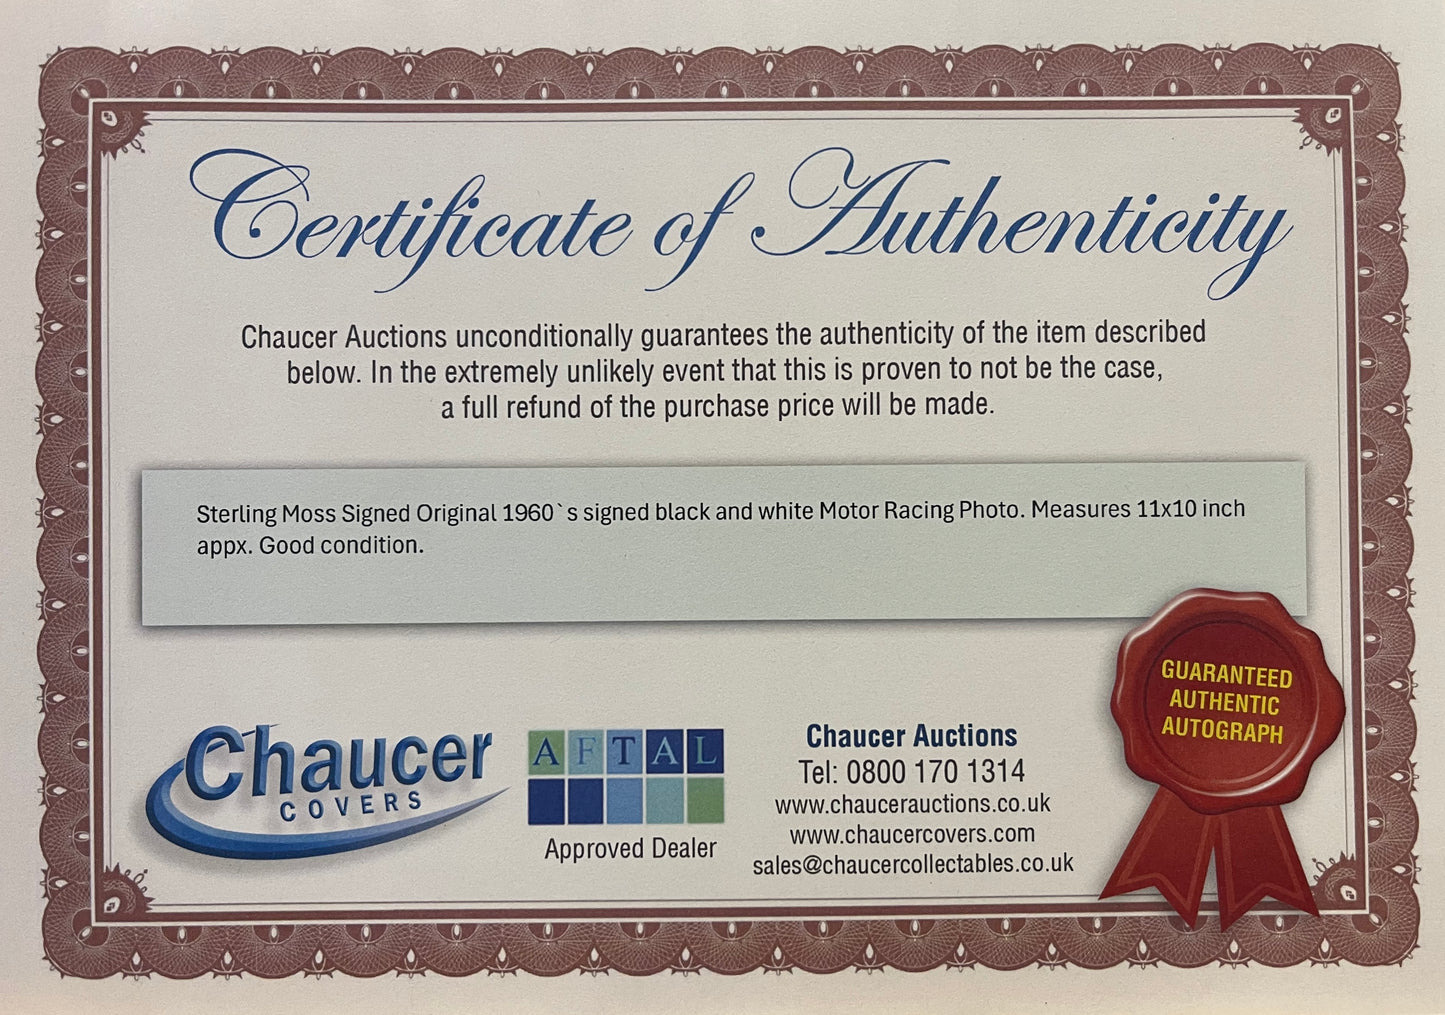 Certificate of Authenticity
Chaucer Auctions unconditionally guarantees the authenticity of the item described
below. In the extremely unlikely event that this is proven to not be the case,
a full refund of the purchase price will be made.
Sterling Moss Signed Original 1960`s signed black and white Motor Racing Photo. Measures 11x10 inch
appx. Good condition.
GUARANTEED
AUTHENTIC
AUTOGRAPH
Chaucer
COVERS
AFTAL
Approved Dealer
Chaucer Auctions
Tel: 0800 170 1314
www.chaucerauctions.co.uk
www.chaucercovers.com
sales@chaucercollectables.co.uk